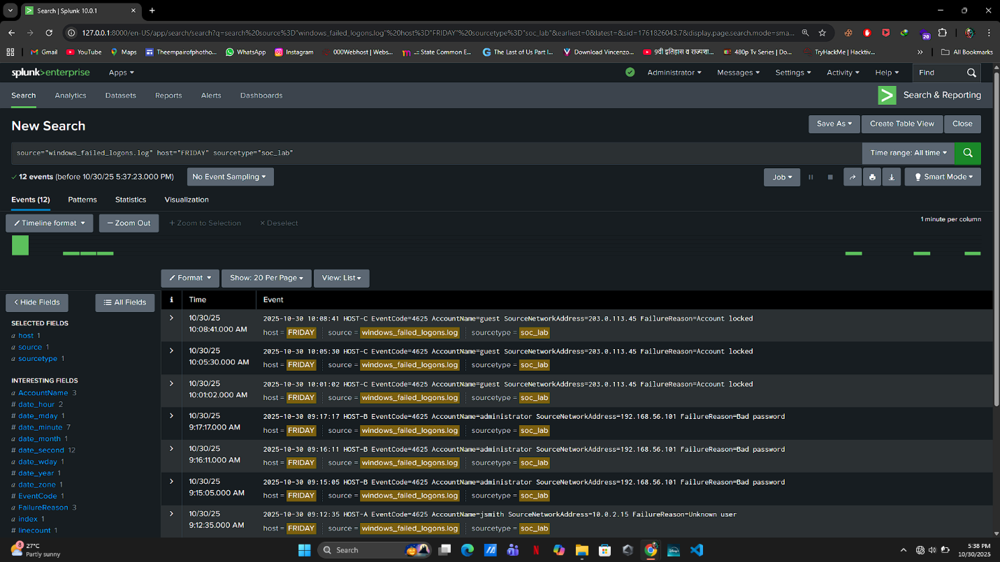 Search | Splunk 10.0.1
127.0.0.1:8000/en-US/app/search/search?q=search%20source%3D"windows_failed_logons.log"%20host%3D"FRIDAY"%20sourcetype%3D"soc_lab"&earliest=0&latest=&sid=1761826043.7&display.page.search.mode=sma...
20
Gmail YouTube Maps Theempairofphotho... WhatsApp Instagram 000Webhost | Webs... -:: State Common E... The Last of Us Part I... Download Vincenzo... 9वी इतिहास व राज्यशा... 480p Tv Series | Do... TryHackMe | Hacktiv... All Bookmarks
splunk>enterprise Apps Administrator Messages Settings Activity Help Find
Search Analytics Datasets Reports Alerts Dashboards Search & Reporting
New Search Save As Create Table View Close
source="windows_failed_logons.log" host="FRIDAY" sourcetype="soc_lab" Time range: All time
12 events (before 10/30/25 5:37:23.000 PM) No Event Sampling Job Smart Mode
Events (12) Patterns Statistics Visualization
Timeline format — Zoom Out + Zoom to Selection × Deselect 1 minute per column
Format Show: 20 Per Page View: List
< Hide Fields All Fields
SELECTED FIELDS
a host 1
a source 1
a sourcetype 1
INTERESTING FIELDS
a AccountName 3
# date_hour 2
# date_mday 1
# date_minute 7
a date_month 1
# date_second 12
a date_wday 1
# date_year 1
a date_zone 1
# EventCode 1
a FailureReason 3
a index 1
# linecount 1
i Time Event
10/30/25
10:08:41.000 AM
2025-10-30 10:08:41 HOST-C EventCode=4625 AccountName=guest SourceNetworkAddress=203.0.113.45 FailureReason=Account locked
host = FRIDAY source = windows_failed_logons.log sourcetype = soc_lab
10/30/25
10:05:30.000 AM
2025-10-30 10:05:30 HOST-C EventCode=4625 AccountName=guest SourceNetworkAddress=203.0.113.45 FailureReason=Account locked
host = FRIDAY source = windows_failed_logons.log sourcetype = soc_lab
10/30/25
10:01:02.000 AM
2025-10-30 10:01:02 HOST-C EventCode=4625 AccountName=guest SourceNetworkAddress=203.0.113.45 FailureReason=Account locked
host = FRIDAY source = windows_failed_logons.log sourcetype = soc_lab
10/30/25
9:17:17.000 AM
2025-10-30 09:17:17 HOST-B EventCode=4625 AccountName=administrator SourceNetworkAddress=192.168.56.101 FailureReason=Bad password
host = FRIDAY source = windows_failed_logons.log sourcetype = soc_lab
10/30/25
9:16:11.000 AM
2025-10-30 09:16:11 HOST-B EventCode=4625 AccountName=administrator SourceNetworkAddress=192.168.56.101 FailureReason=Bad password
host = FRIDAY source = windows_failed_logons.log sourcetype = soc_lab
10/30/25
9:15:05.000 AM
2025-10-30 09:15:05 HOST-B EventCode=4625 AccountName=administrator SourceNetworkAddress=192.168.56.101 FailureReason=Bad password
host = FRIDAY source = windows_failed_logons.log sourcetype = soc_lab
10/30/25
9:12:35.000 AM
2025-10-30 09:12:35 HOST-A EventCode=4625 AccountName=jsmith SourceNetworkAddress=10.0.2.15 FailureReason=Unknown user
host = FRIDAY source = windows_failed_logons.log sourcetype = soc_lab
8
27°C
Partly sunny
Search
5:38 PM
10/30/2025